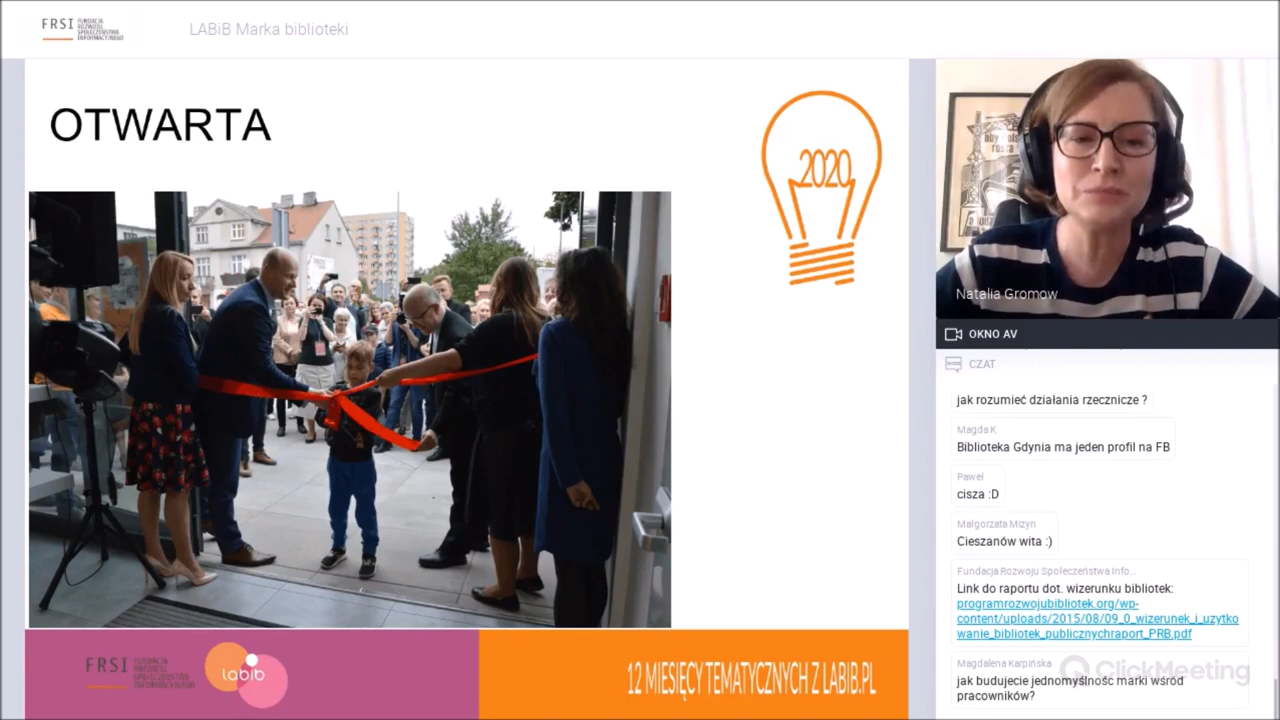 FRSI FUNDACJA
ROZWOJU
SPOŁECZEŃSTWA
INFORMACYJNEGO
LABiB Marka biblioteki
OTWARTA
2020
FRSI FUNDACJA
ROZWOJU
SPOŁECZEŃSTWA
INFORMACYJNEGO
labib
12 MIESIĘCY TEMATYCZNYCH Z LABIB.PL
Natalia Gromow
OKNO AV
CZAT
jak rozumieć działania rzecznicze ?
Magda K
Biblioteka Gdynia ma jeden profil na FB
Paweł
cisza :D
Małgorzata Mizyn
Cieszanów wita :)
Fundacja Rozwoju Społeczeństwa Info...
Link do raportu dot. wizerunku bibliotek:
programrozwojubibliotek.org/wp-
content/uploads/2015/08/09_0_wizerunek_i_uzytko
wanie_bibliotek_publicznychraport_PRB.pdf
Magdalena Karpińska
ClickMeeting
jak budujecie jednomyślność marki wśród
pracowników?